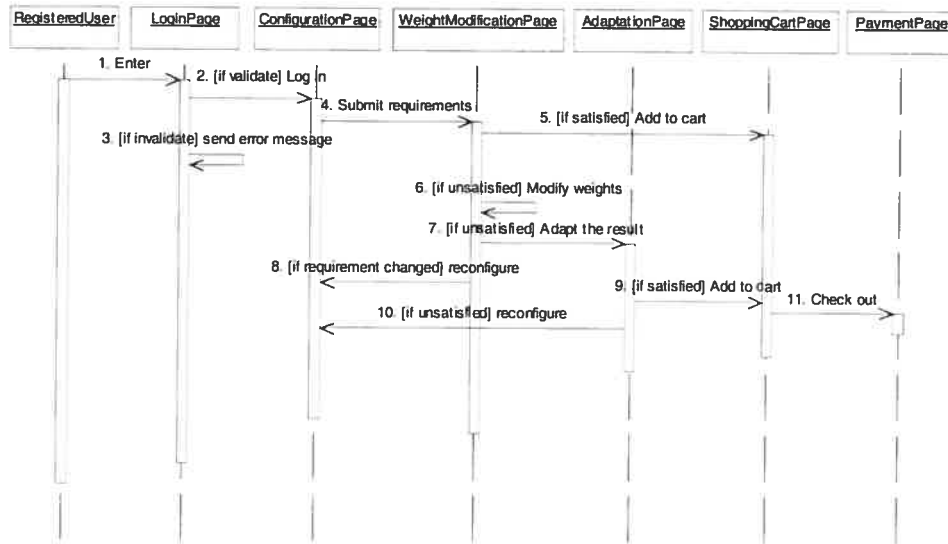 RegisteredUser
LoginPage
ConfigurationPage
WeightModificationPage
AdaptationPage
ShoppingCartPage
PaymentPage
1. Enter
2. [if validate] Log in
4. Submit requirements
5. [if satisfied] Add to cart
3. [if invalidate] send error message
6. [if unsatisfied] Modify weights
7. [if unsatisfied] Adapt the result
8. [if requirement changed] reconfigure
9. [if satisfied] Add to cart
11. Check out
10. [if unsatisfied] reconfigure